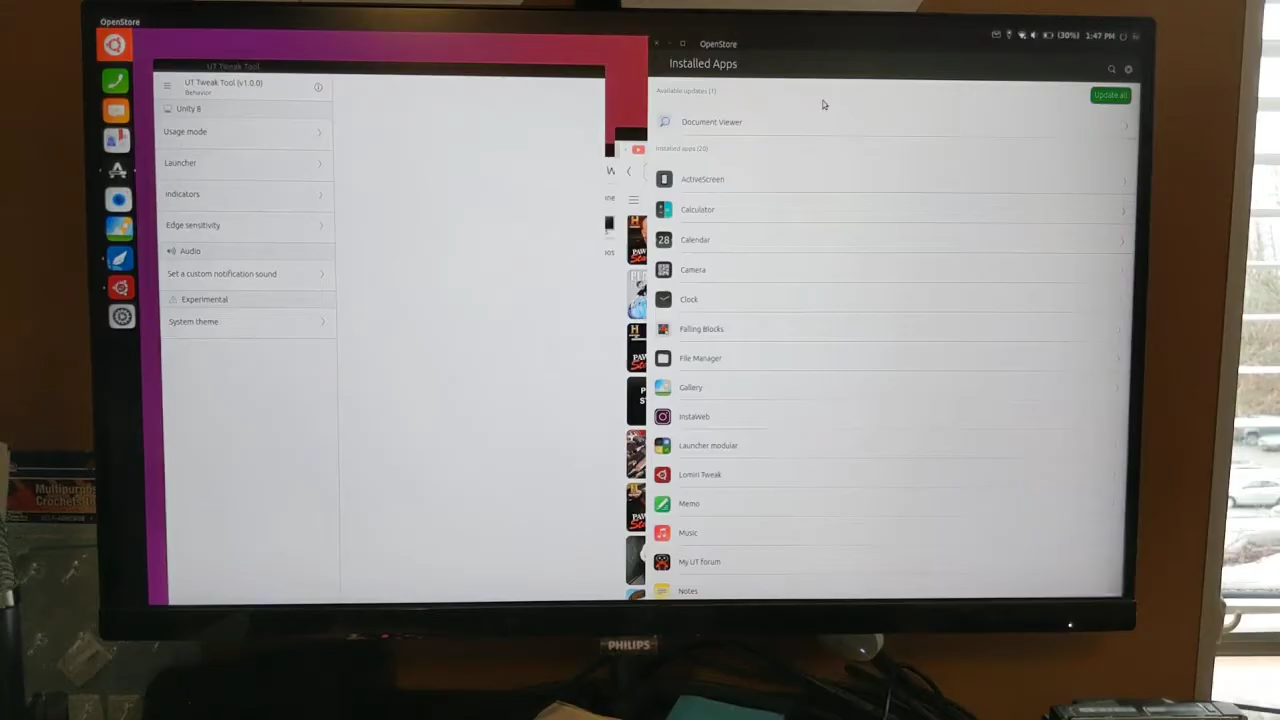 OpenStore
(30%) 1:47 PM
UT Tweak Tool
UT Tweak Tool (v1.0.0)
Behavior
Unity 8
Usage mode
Launcher
Indicators
Edge sensitivity
Audio
Set a custom notification sound
Experimental
System theme
OpenStore
Installed Apps
Available updates (1)
Update all
Document Viewer
Installed apps (20)
ActiveScreen
Calculator
28
Calendar
Camera
Clock
Falling Blocks
File Manager
Gallery
InstaWeb
Launcher modular
Lomiri Tweak
Memo
Music
My UT forum
Notes
PHILIPS